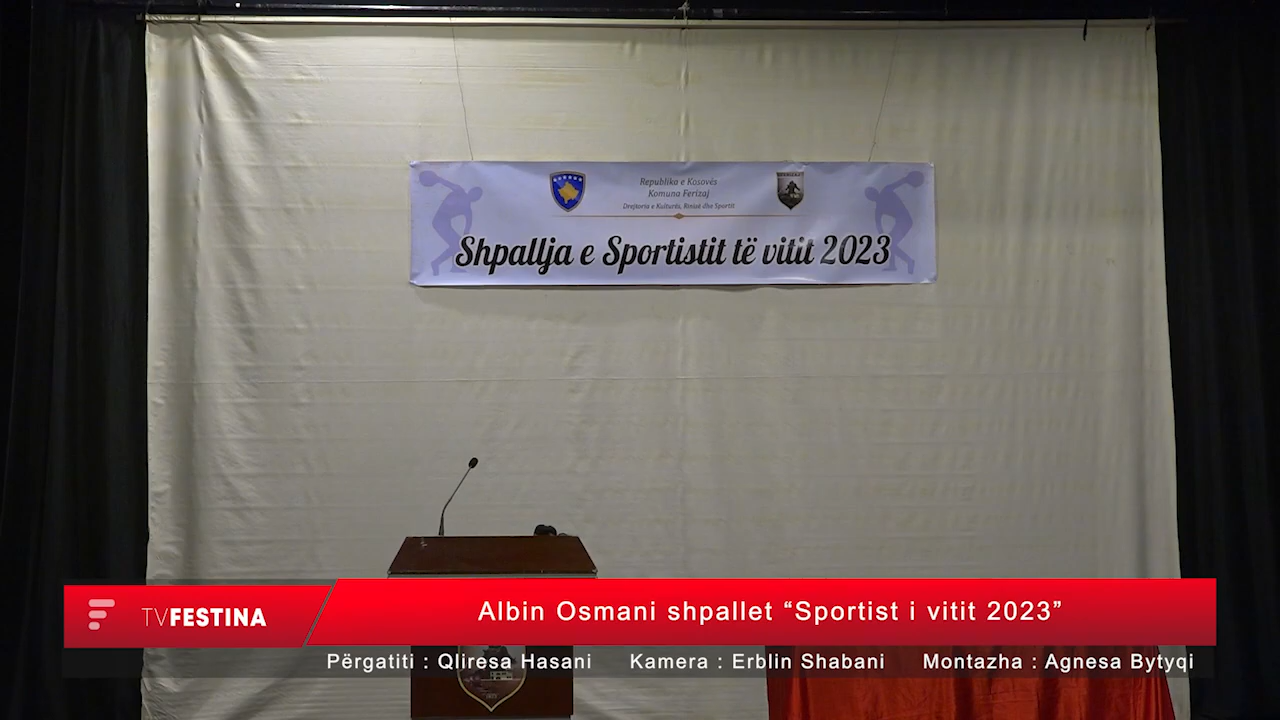 Republika e Kosovës
Komuna Ferizaj
Drejtoria e Kulturës, Rinisë dhe Sportit
Shpallja e Sportistit të vitit 2023
TVFESTINA
Albin Osmani shpallet “Sportist i vitit 2023”
Përgatiti : Qliresa Hasani Kamera : Erblin Shabani Montazha : Agnesa Bytyqi